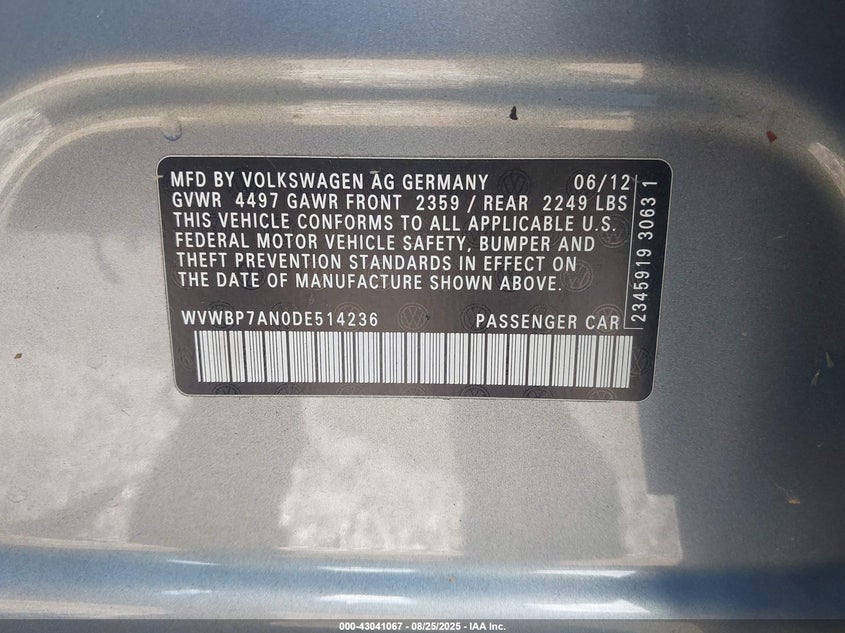 MFD BY VOLKSWAGEN AG GERMANY 06/12
GVWR 4497 GAWR FRONT 2359 / REAR 2249 LBS
THIS VEHICLE CONFORMS TO ALL APPLICABLE U.S.
FEDERAL MOTOR VEHICLE SAFETY, BUMPER AND
THEFT PREVENTION STANDARDS IN EFFECT ON
THE DATE OF MANUFACTURE SHOWN ABOVE.
WVWBP7AN0DE514236 PASSENGER CAR
2345919 3063 1
000-43041067 - 08/25/2025 - IAA Inc.